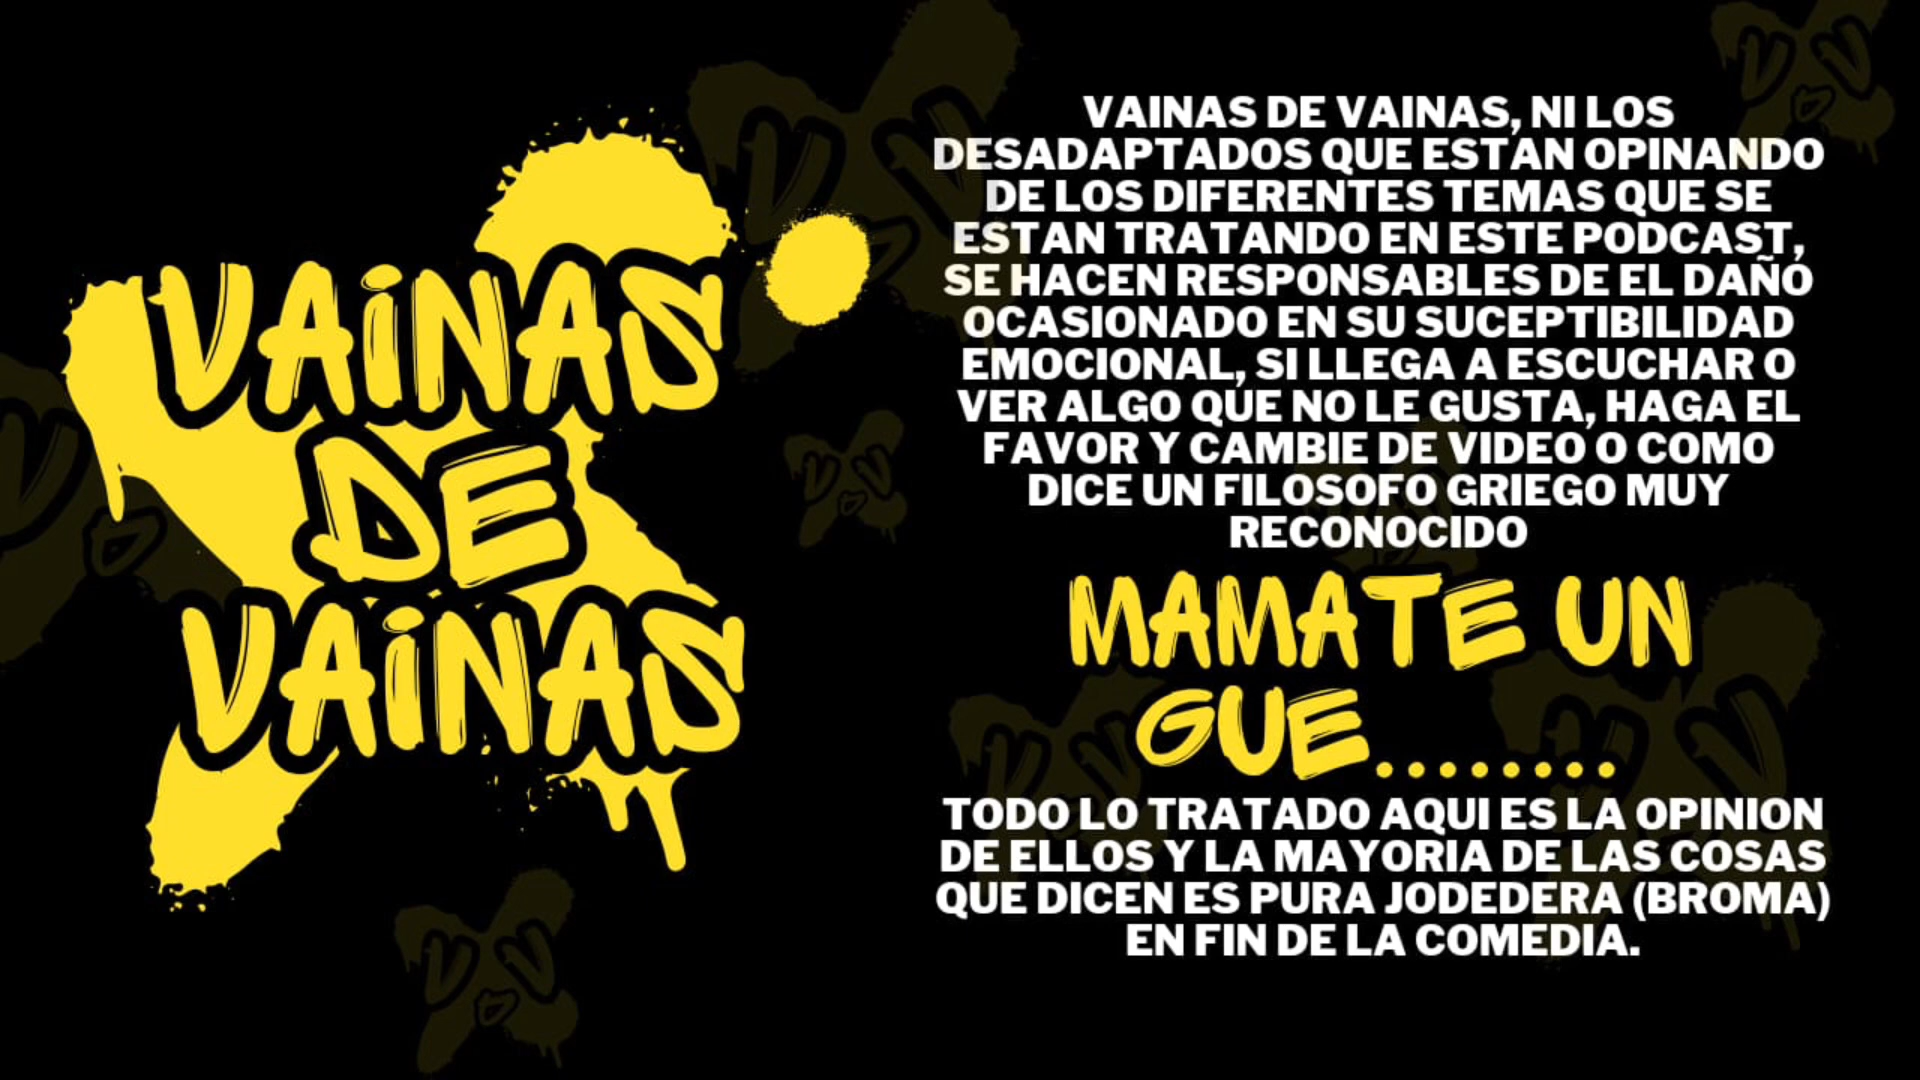 VAINAS
DE
VAINAS
VAINAS DE VAINAS, NI LOS
DESADAPTADOS QUE ESTAN OPINANDO
DE LOS DIFERENTES TEMAS QUE SE
ESTAN TRATANDO EN ESTE PODCAST,
SE HACEN RESPONSABLES DE EL DAÑO
OCASIONADO EN SU SUCEPTIBILIDAD
EMOCIONAL, SI LLEGA A ESCUCHAR O
VER ALGO QUE NO LE GUSTA, HAGA EL
FAVOR Y CAMBIE DE VIDEO O COMO
DICE UN FILOSOFO GRIEGO MUY
RECONOCIDO
MAMATE UN
GUE........
TODO LO TRATADO AQUI ES LA OPINION
DE ELLOS Y LA MAYORIA DE LAS COSAS
QUE DICEN ES PURA JODEDERA (BROMA)
EN FIN DE LA COMEDIA.